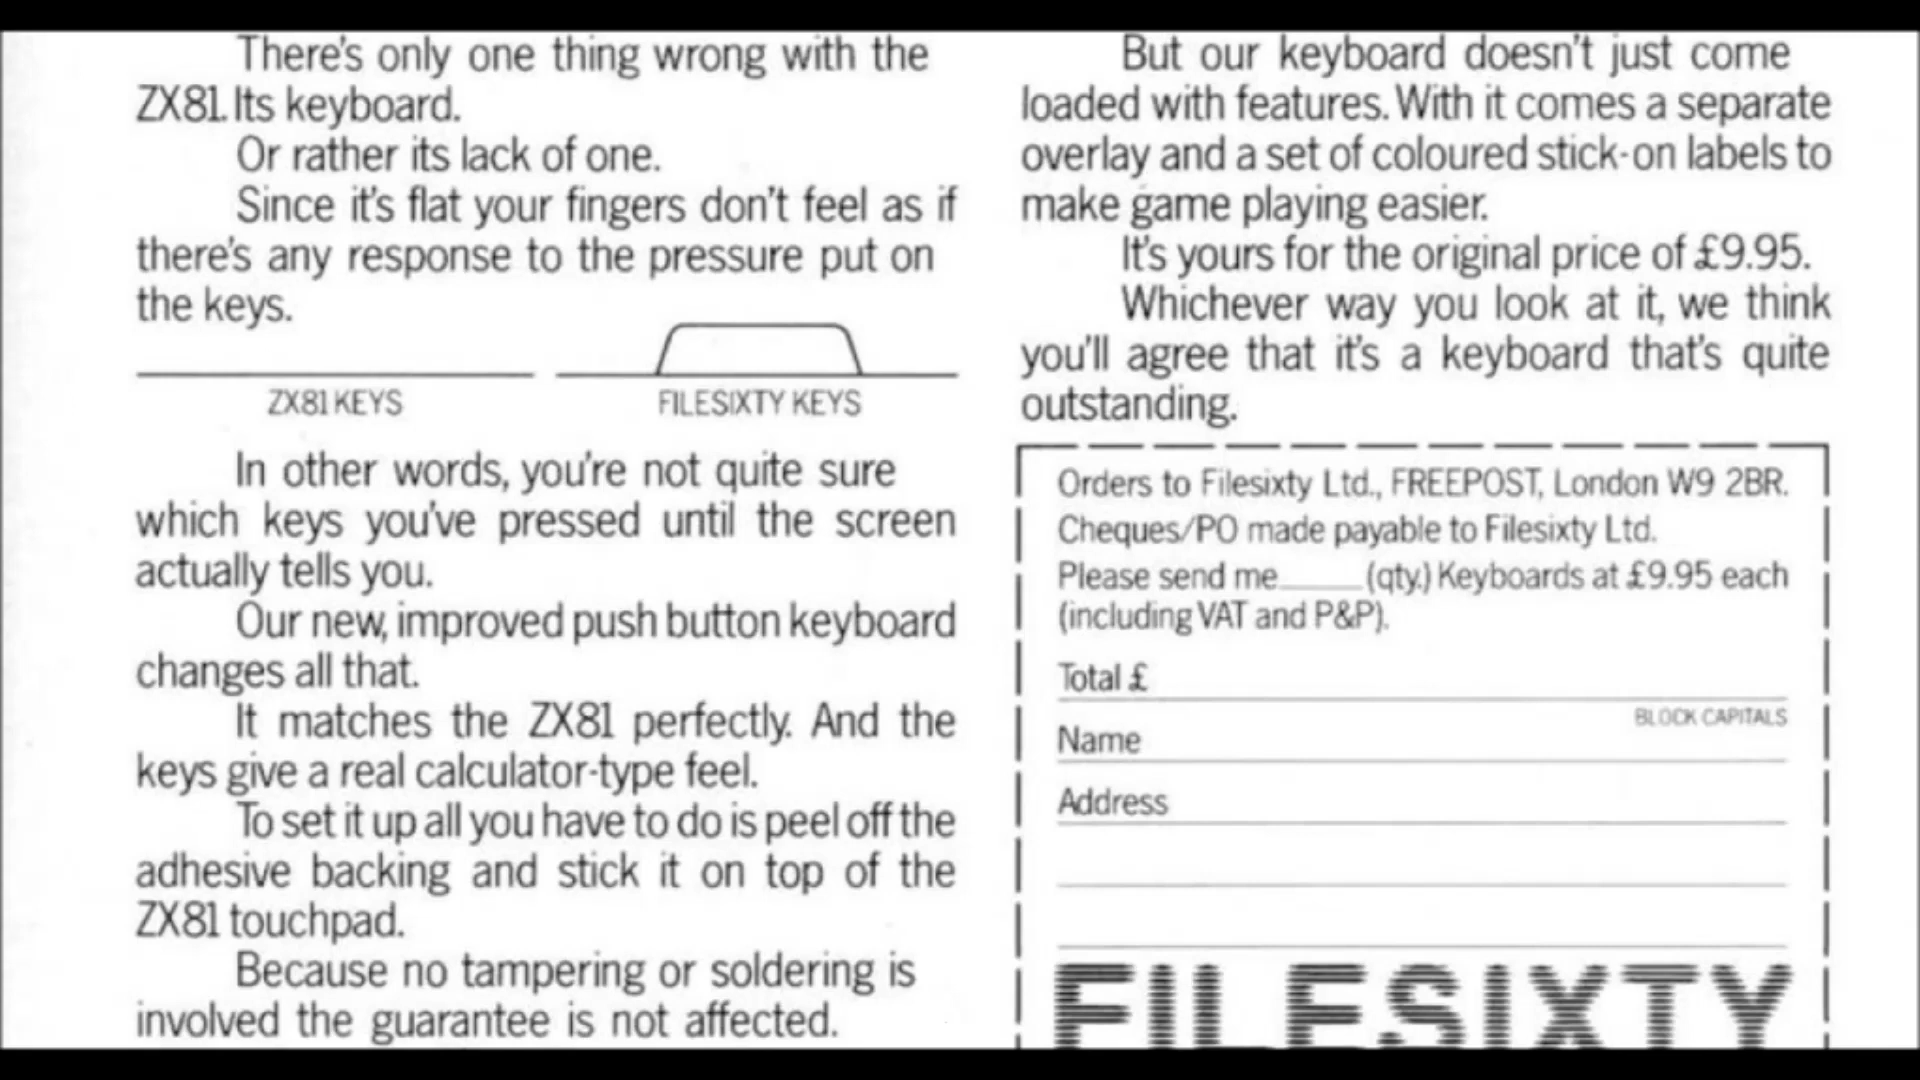 There's only one thing wrong with the
ZX81. Its keyboard.
Or rather its lack of one.
Since it's flat your fingers don't feel as if
there's any response to the pressure put on
the keys.
ZX81 KEYS
FILESIXTY KEYS
In other words, you're not quite sure
which keys you've pressed until the screen
actually tells you.
Our new, improved push button keyboard
changes all that.
It matches the ZX81 perfectly. And the
keys give a real calculator-type feel.
To set it up all you have to do is peel off the
adhesive backing and stick it on top of the
ZX81 touchpad.
Because no tampering or soldering is
involved the guarantee is not affected.
But our keyboard doesn't just come
loaded with features. With it comes a separate
overlay and a set of coloured stick-on labels to
make game playing easier.
It's yours for the original price of £9.95.
Whichever way you look at it, we think
you'll agree that it's a keyboard that's quite
outstanding.
Orders to Filesixty Ltd., FREEPOST, London W9 2BR.
Cheques/PO made payable to Filesixty Ltd.
Please send me____(qty.) Keyboards at £9.95 each
(including VAT and P&P).
Total £
BLOCK CAPITALS
Name
Address
FILESIXTY